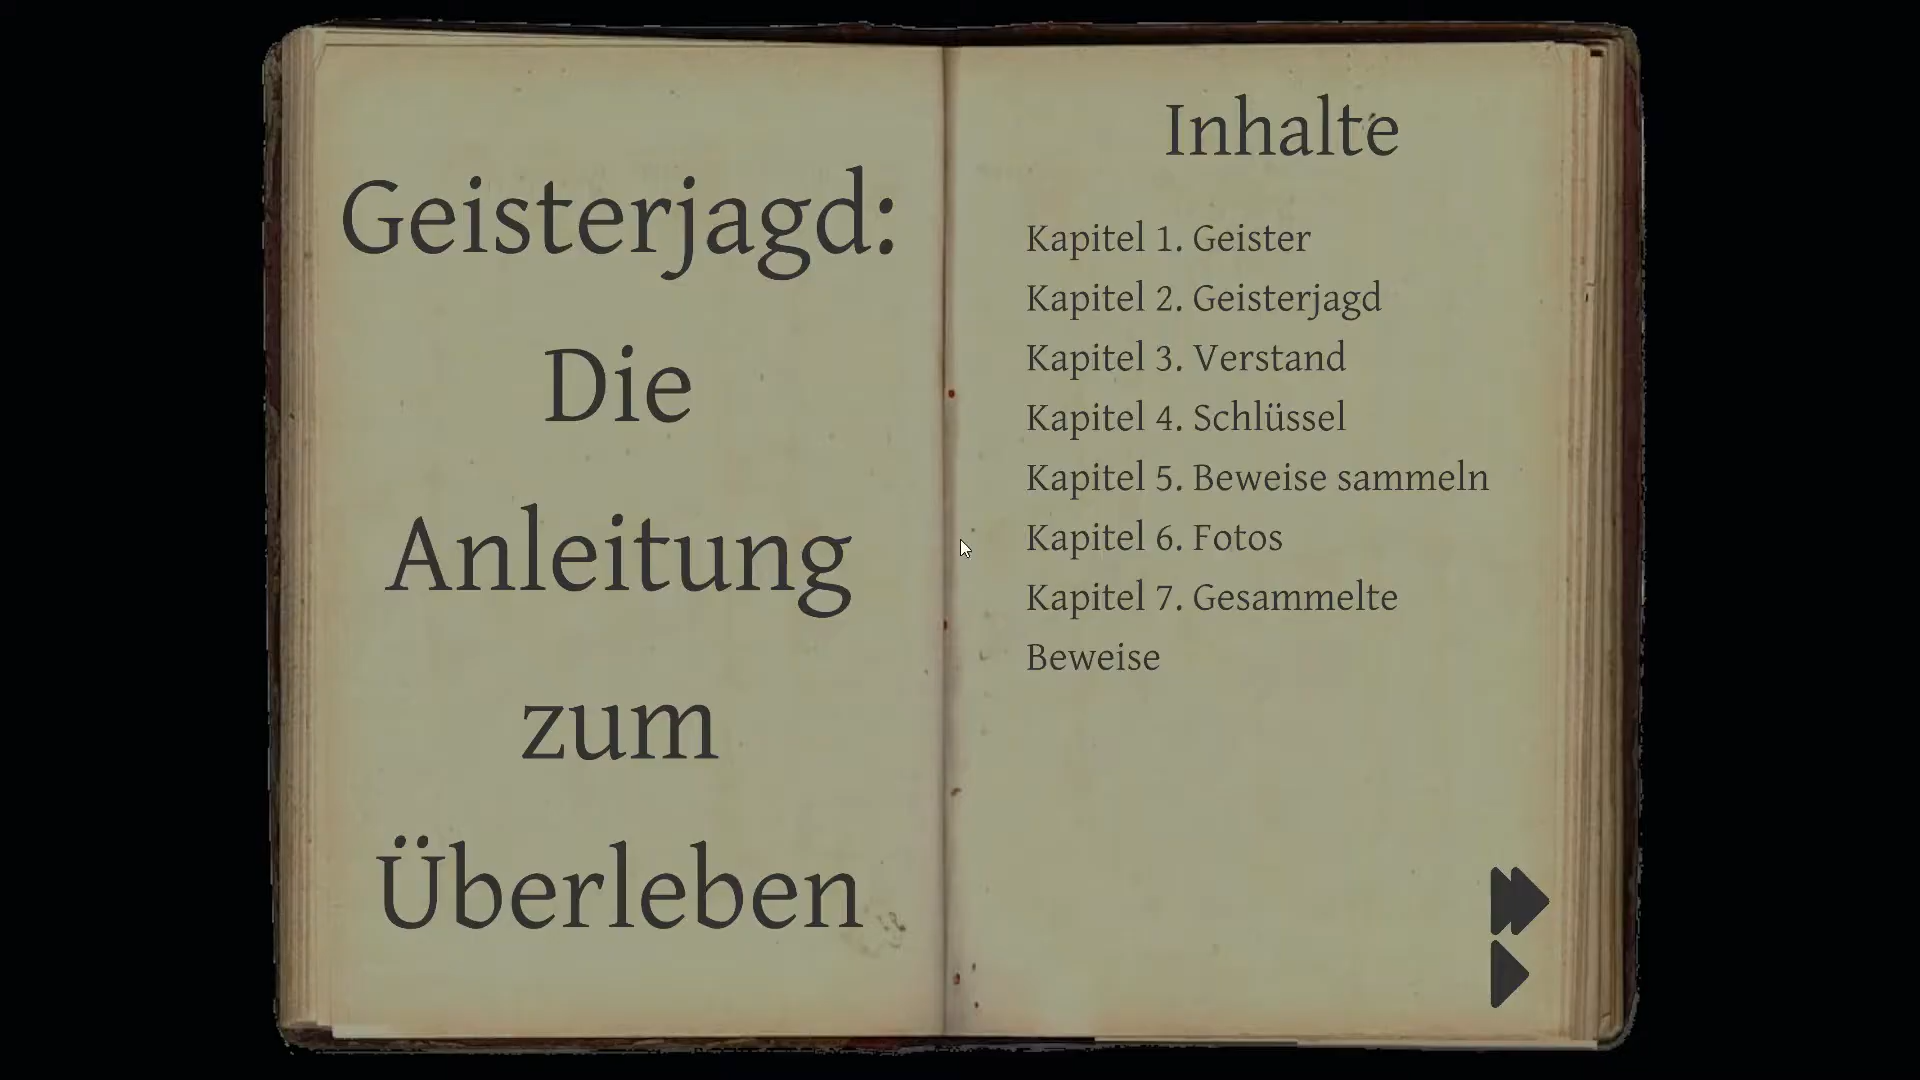 Geisterjagd:
Die
Anleitung
zum
Überleben
Inhalte
Kapitel 1. Geister
Kapitel 2. Geisterjagd
Kapitel 3. Verstand
Kapitel 4. Schlüssel
Kapitel 5. Beweise sammeln
Kapitel 6. Fotos
Kapitel 7. Gesammelte
Beweise